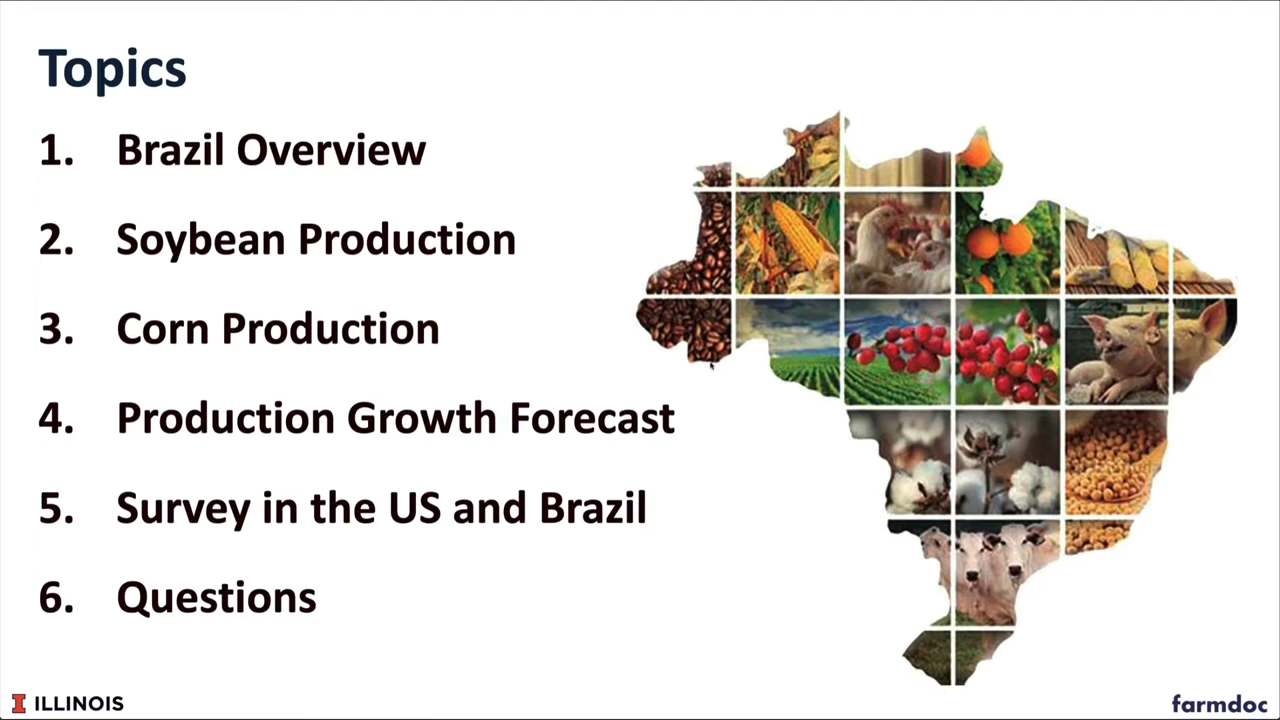 Topics
1. Brazil Overview
2. Soybean Production
3. Corn Production
4. Production Growth Forecast
5. Survey in the US and Brazil
6. Questions
I ILLINOIS
farmdoc